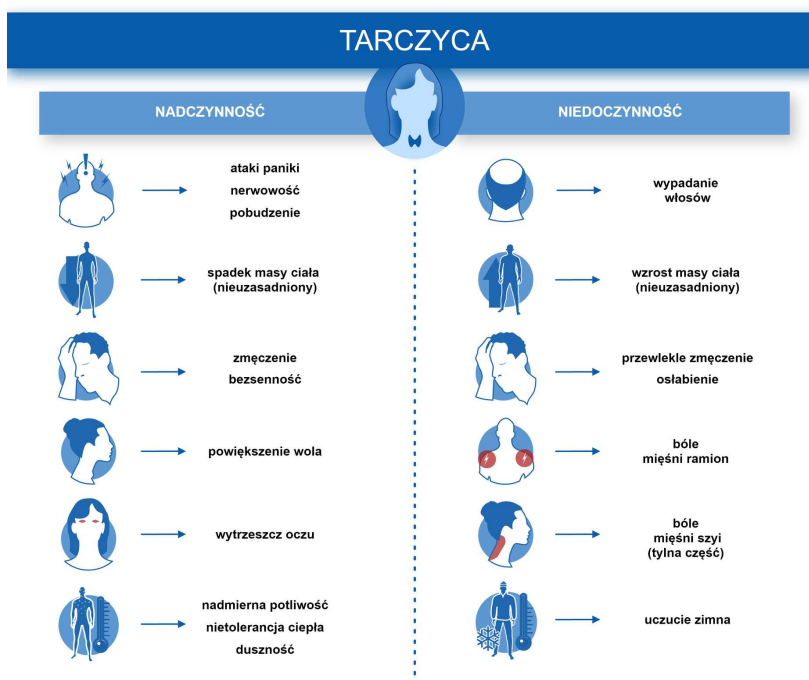 TARCZYCA
NADCZYNNOŚĆ
ataki paniki
nerwowość
pobudzenie
spadek masy ciała
(nieuzasadniony)
zmęczenie
bezsenność
powiększenie wola
wytrzeszcz oczu
nadmierna potliwość
nietolerancja ciepła
duszność
NIEDOCZYNNOŚĆ
wypadanie
włosów
wzrost masy ciała
(nieuzasadniony)
przewlekle zmęczenie
osłabienie
bóle
mięśni ramion
bóle
mięśni szyi
(tylna część)
uczucie zimna